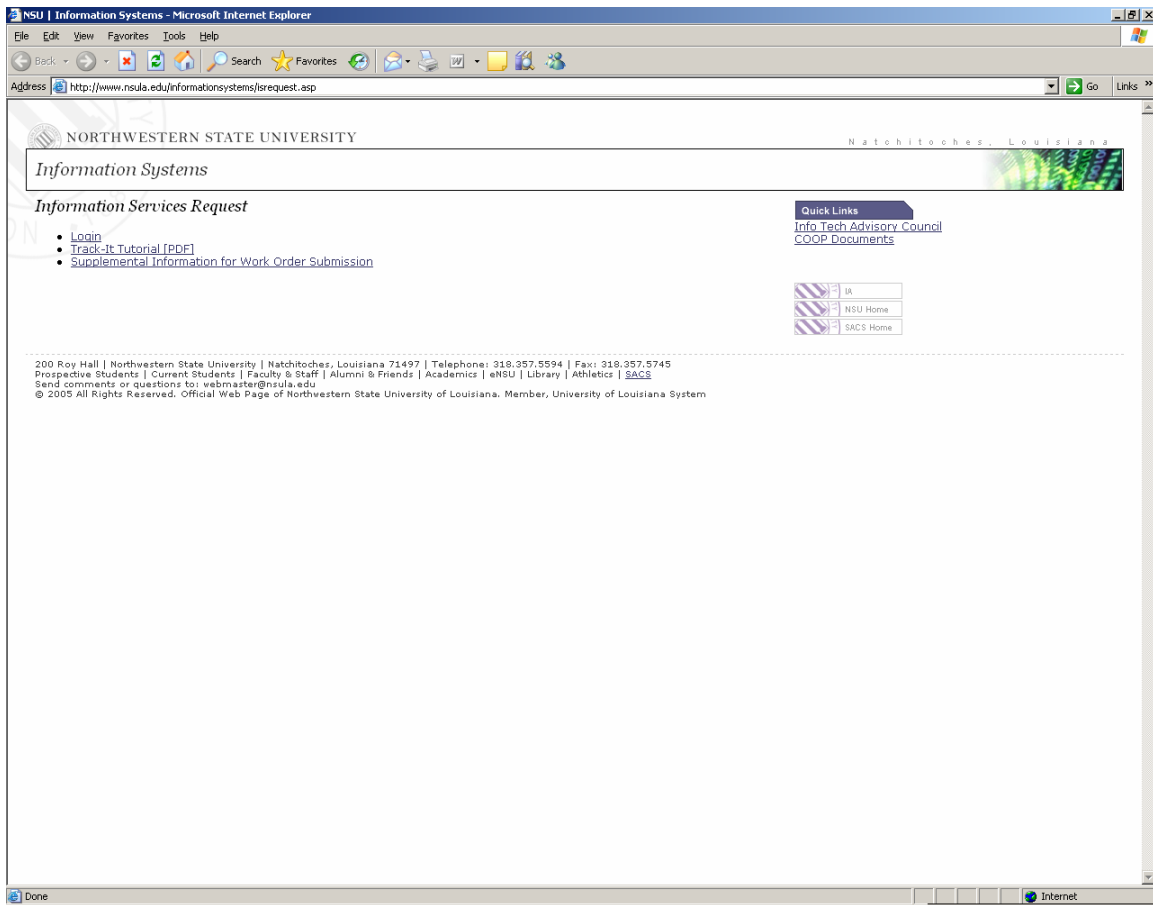 NSU | Information Systems - Microsoft Internet Explorer
File Edit View Favorites Tools Help
Back Search Favorites
Address http://www.nsula.edu/informationsystems/isrequest.asp Go Links »
NORTHWESTERN STATE UNIVERSITY
Natchitoches, Louisiana
Information Systems
Information Services Request
Login
Track-It Tutorial [PDF]
Supplemental Information for Work Order Submission
Quick Links
Info Tech Advisory Council
COOP Documents
IA
NSU Home
SACS Home
200 Roy Hall | Northwestern State University | Natchitoches, Louisiana 71497 | Telephone: 318.357.5594 | Fax: 318.357.5745
Prospective Students | Current Students | Faculty & Staff | Alumni & Friends | Academics | eNSU | Library | Athletics | SACS
Send comments or questions to: webmaster@nsula.edu
© 2005 All Rights Reserved. Official Web Page of Northwestern State University of Louisiana. Member, University of Louisiana System
Done Internet